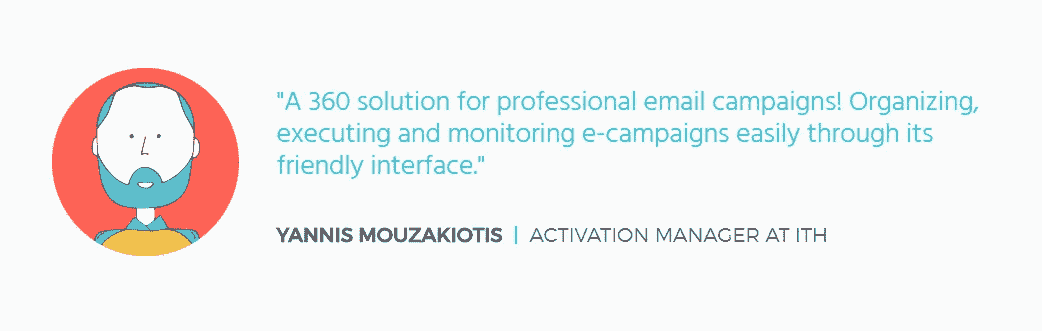 "A 360 solution for professional email campaigns! Organizing,
executing and monitoring e-campaigns easily through its
friendly interface."
YANNIS MOUZAKIOTIS | ACTIVATION MANAGER AT ITH